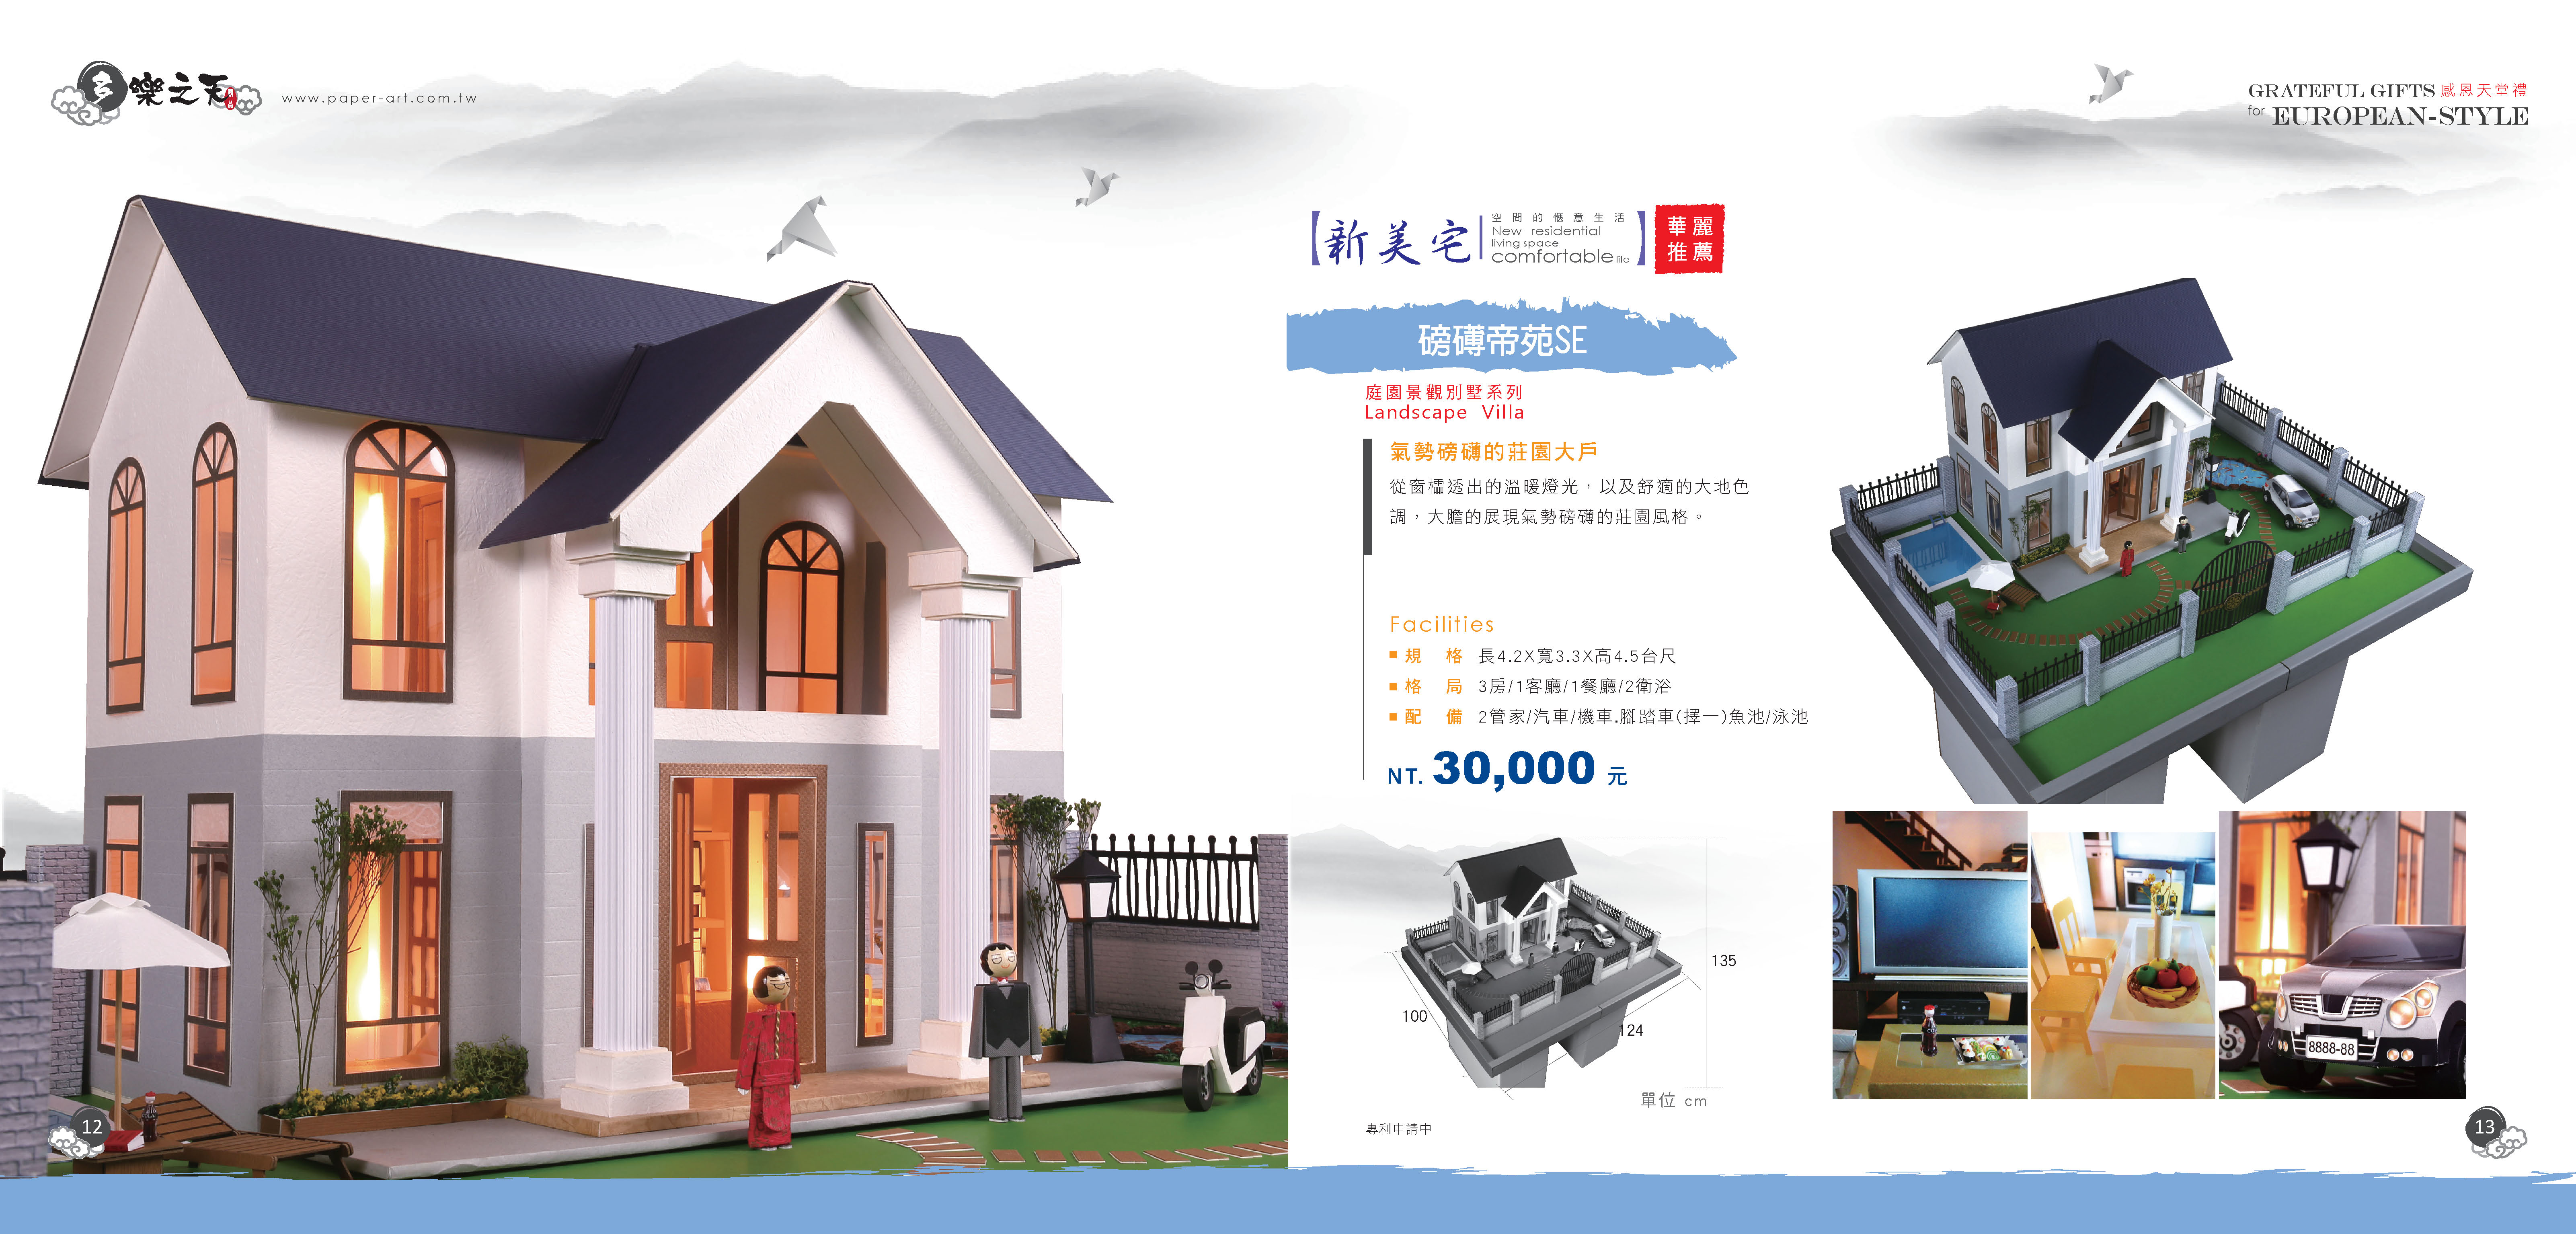 多樂之天
www.paper-art.com.tw
GRATEFUL GIFTS 感恩天堂禮
for EUROPEAN-STYLE
【新美宅
空間的愜意生活
New residential
living space
comfortable life】
華麗
推薦
磅礡帝苑SE
庭園景觀別墅系列
Landscape Villa
氣勢磅礴的莊園大戶
從窗櫺透出的溫暖燈光，以及舒適的大地色
調，大膽的展現氣勢磅礴的莊園風格。
Facilities
■ 規 格 長4.2X寬3.3X高4.5台尺
■ 格 局 3房/1客廳/1餐廳/2衛浴
■ 配 備 2管家/汽車/機車.腳踏車(擇一)魚池/泳池
NT. 30,000 元
135
100
124
單位 cm
專利申請中
8888-88
12
13